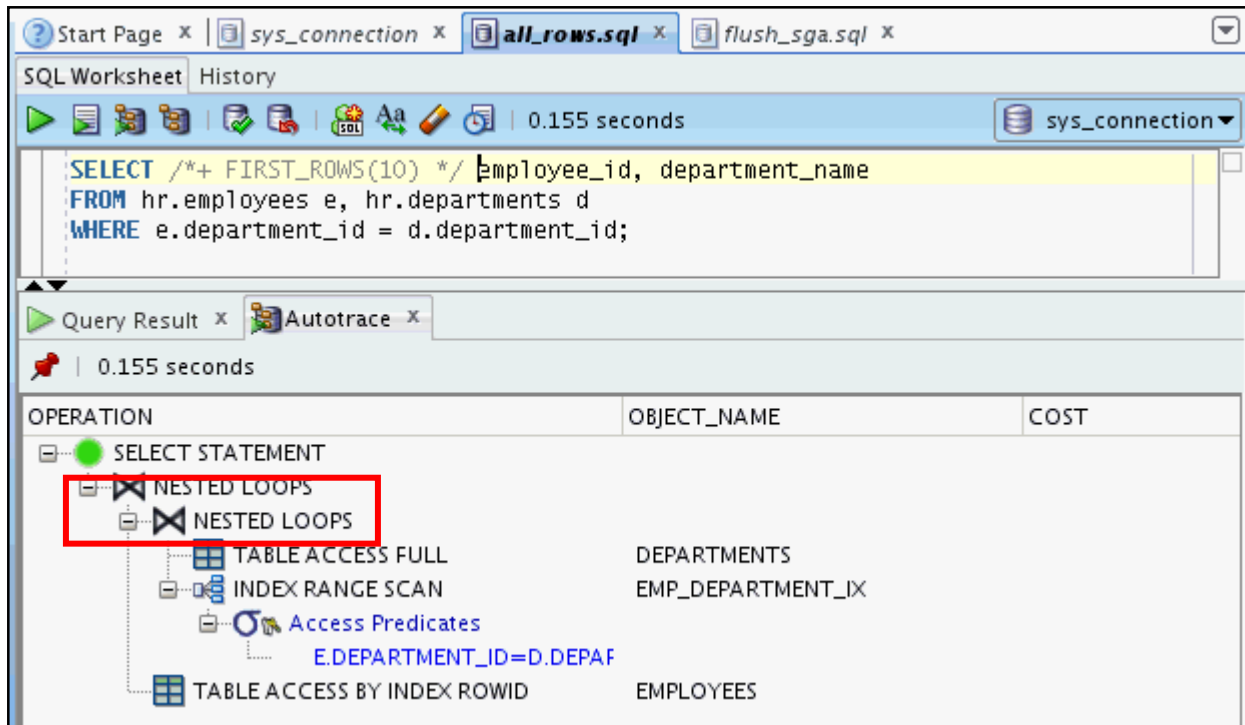 Start Page x sys_connection x all_rows.sql x flush_sga.sql x
SQL Worksheet History
0.155 seconds sys_connection
SELECT /*+ FIRST_ROWS(10) */ employee_id, department_name
FROM hr.employees e, hr.departments d
WHERE e.department_id = d.department_id;
Query Result x Autotrace x
0.155 seconds
OPERATION OBJECT_NAME COST
SELECT STATEMENT
NESTED LOOPS
NESTED LOOPS
TABLE ACCESS FULL DEPARTMENTS
INDEX RANGE SCAN EMP_DEPARTMENT_IX
Access Predicates
E.DEPARTMENT_ID=D.DEPAR
TABLE ACCESS BY INDEX ROWID EMPLOYEES